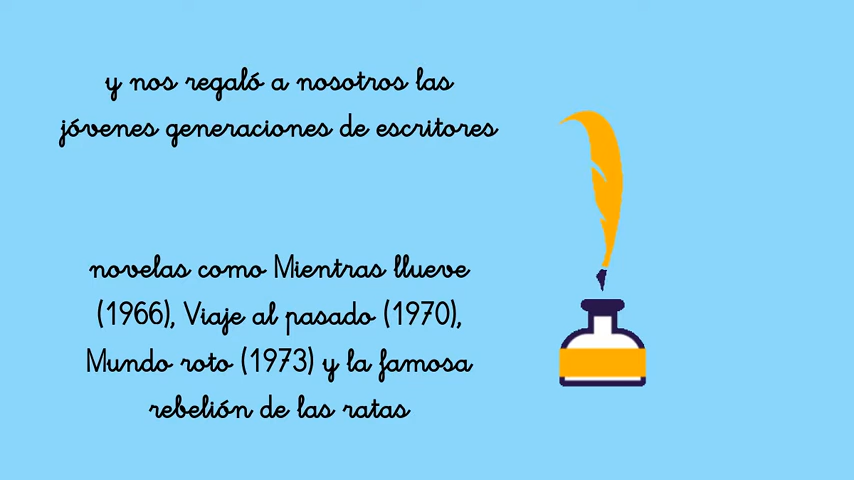 y nos regaló a nosotros las
jóvenes generaciones de escritores
novelas como Mientras llueve
(1966), Viaje al pasado (1970),
Mundo roto (1973) y la famosa
rebelión de las ratas